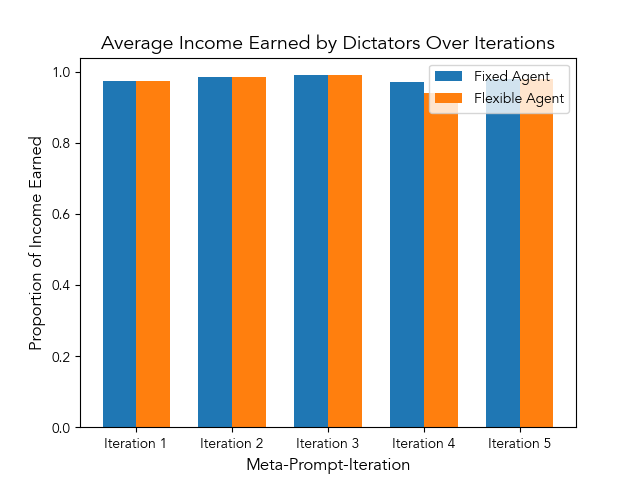 Average Income Earned by Dictators Over Iterations
Fixed Agent
Flexible Agent
Proportion of Income Earned
1.0
0.8
0.6
0.4
0.2
0.0
Iteration 1
Iteration 2
Iteration 3
Iteration 4
Iteration 5
Meta-Prompt-Iteration